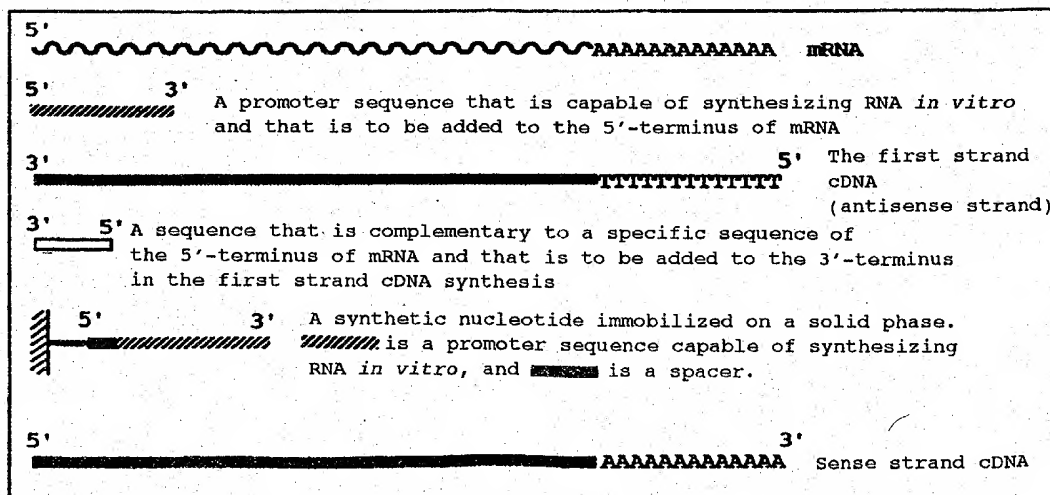 5'
AAAAAAAAAAAAA mRNA
5' 3'
A promoter sequence that is capable of synthesizing RNA in vitro
and that is to be added to the 5'-terminus of mRNA
3' 5' The first strand
TTTTTTTTTTTTT cDNA
(antisense strand)
3' 5' A sequence that is complementary to a specific sequence of
the 5'-terminus of mRNA and that is to be added to the 3'-terminus
in the first strand cDNA synthesis
5' 3' A synthetic nucleotide immobilized on a solid phase.
is a promoter sequence capable of synthesizing
RNA in vitro, and is a spacer.
5' 3'
AAAAAAAAAAAAA Sense strand cDNA